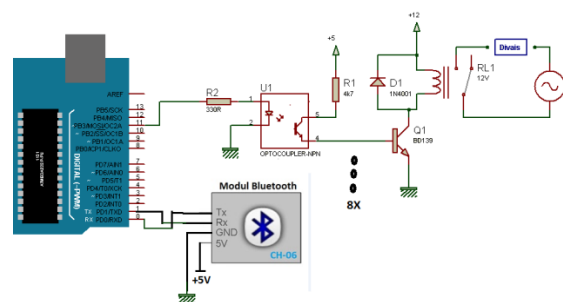 +12
+5
Divais
RL1
12V
D1
1N4001
R1
4k7
U1
R2
330R
1
2
5
4
OPTOCOUPLER-NPN
Q1
BD139
8X
AREF
PB5/SCK
13
PB4/MISO
12
PB3/MOSI/OC2A
11
PB2/SS/OC1B
10
PB1/OC1A
9
PB0/ICP1/CLKO
8
DIGITAL (~PWM)
PD7/AIN1
7
PD6/AIN0
6
PD5/T1
5
PD4/T0/XCK
4
PD3/INT1
3
PD2/INT0
2
TX
PD1/TXD
1
RX
PD0/RXD
0
Modul Bluetooth
Tx
Rx
GND
5V
CH-06
+5V